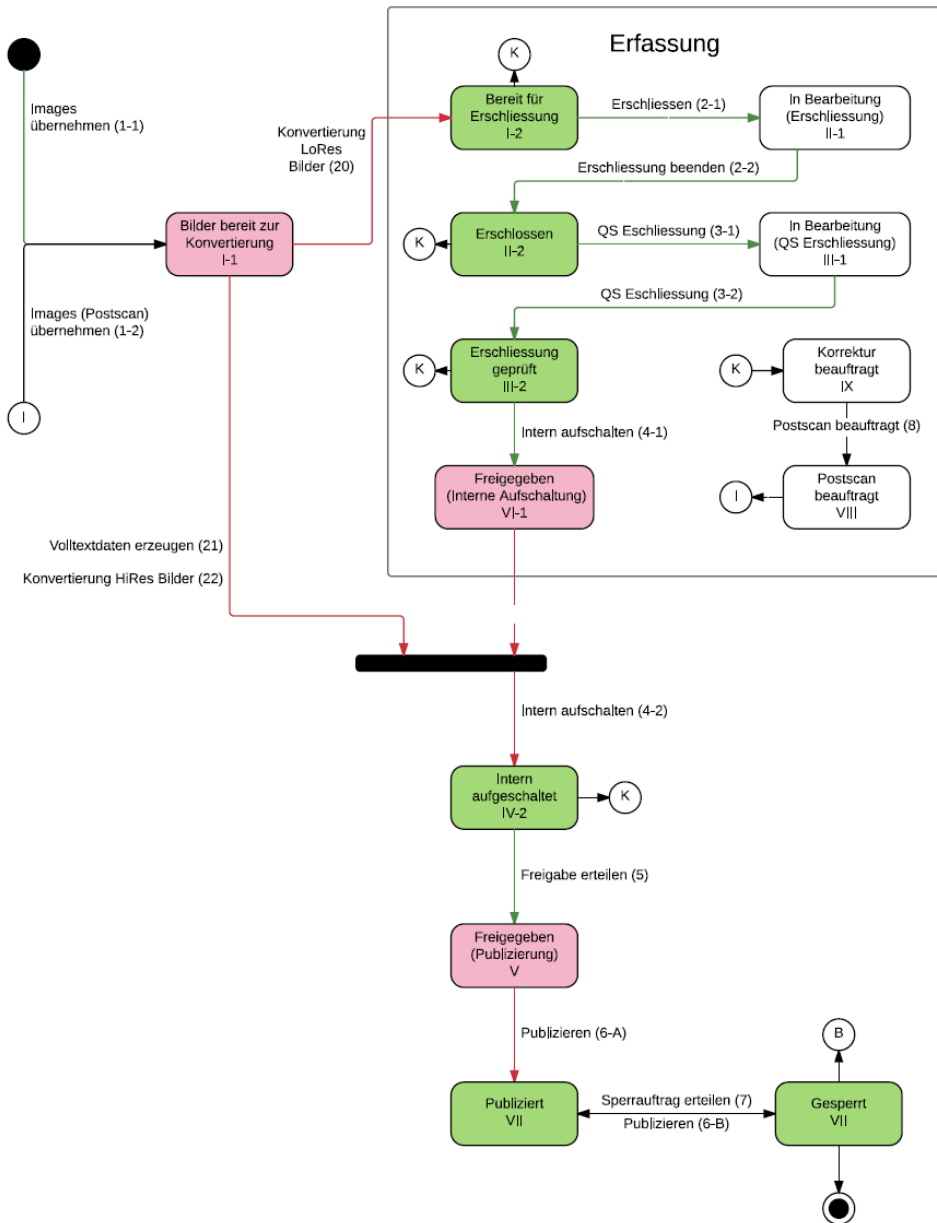 Erfassung
K
Images
übernehmen (1-1)
Konvertierung
LoRes
Bilder (20)
Bereit für
Erschliessung
I-2
Erschliessen (2-1)
In Bearbeitung
(Erschliessung)
II-1
Erschliessung beenden (2-2)
Bilder bereit zur
Konvertierung
I-1
K
Erschlossen
II-2
QS Eschliessung (3-1)
In Bearbeitung
(QS Erschliessung)
III-1
QS Eschliessung (3-2)
Images (Postscan)
übernehmen (1-2)
I
K
Erschliessung
geprüft
III-2
K
Korrektur
beauftragt
IX
Intern aufschalten (4-1)
Postscan beauftragt (8)
Freigegeben
(Interne Aufschaltung)
VI-1
I
Postscan
beauftragt
VIII
Volltextdaten erzeugen (21)
Konvertierung HiRes Bilder (22)
Intern aufschalten (4-2)
Intern
aufgeschaltet
IV-2
K
Freigabe erteilen (5)
Freigegeben
(Publizierung)
V
Publizieren (6-A)
B
Publiziert
VII
Sperrauftrag erteilen (7)
Publizieren (6-B)
Gesperrt
VII